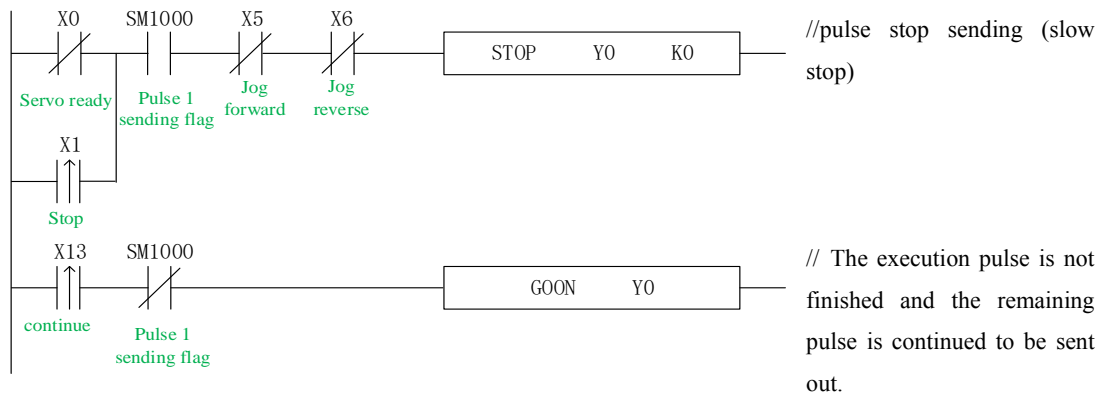 X0 SM1000 X5 X6
STOP Y0 K0
Servo ready
Pulse 1
sending flag
Jog
forward
Jog
reverse
//pulse stop sending (slow
stop)
X1
Stop
X13 SM1000
GOON Y0
continue
Pulse 1
sending flag
// The execution pulse is not
finished and the remaining
pulse is continued to be sent
out.